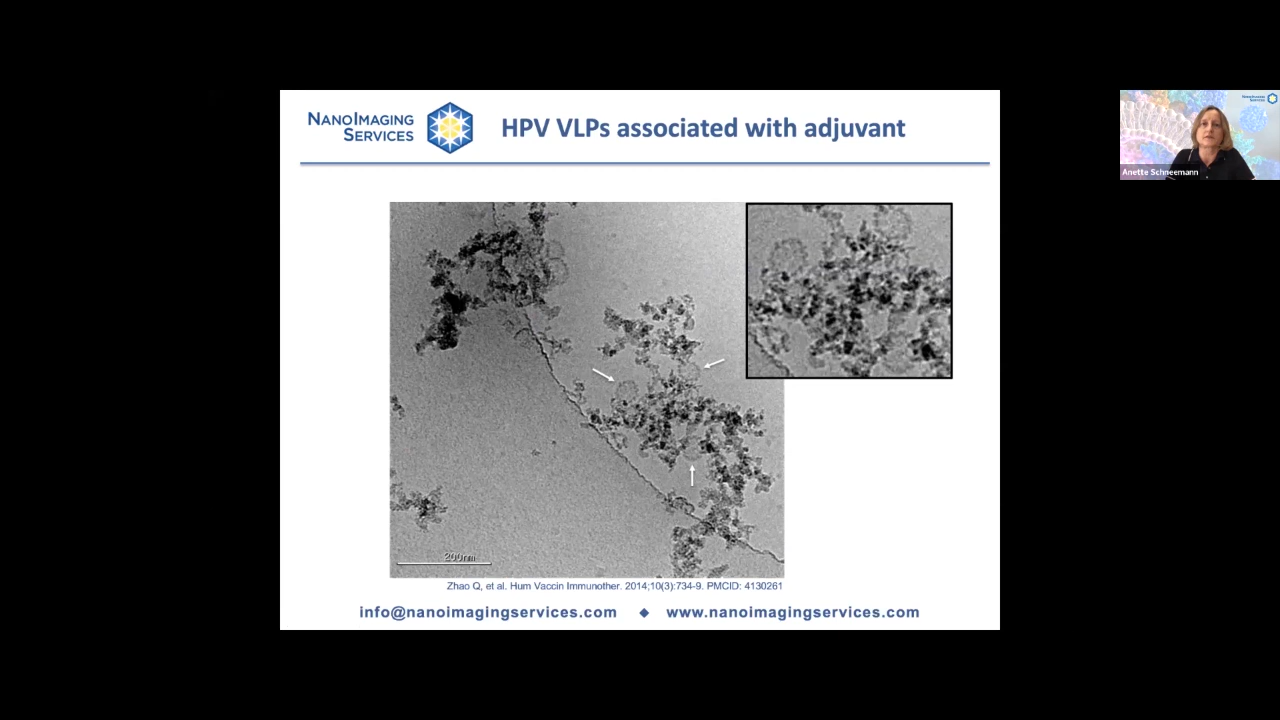 NANOIMAGING
SERVICES
HPV VLPs associated with adjuvant
Anette Schneemann
200nm
Zhao Q, et al. Hum Vaccin Immunother. 2014;10(3):734-9. PMCID: 4130261
info@nanoimagingservices.com ◆ www.nanoimagingservices.com